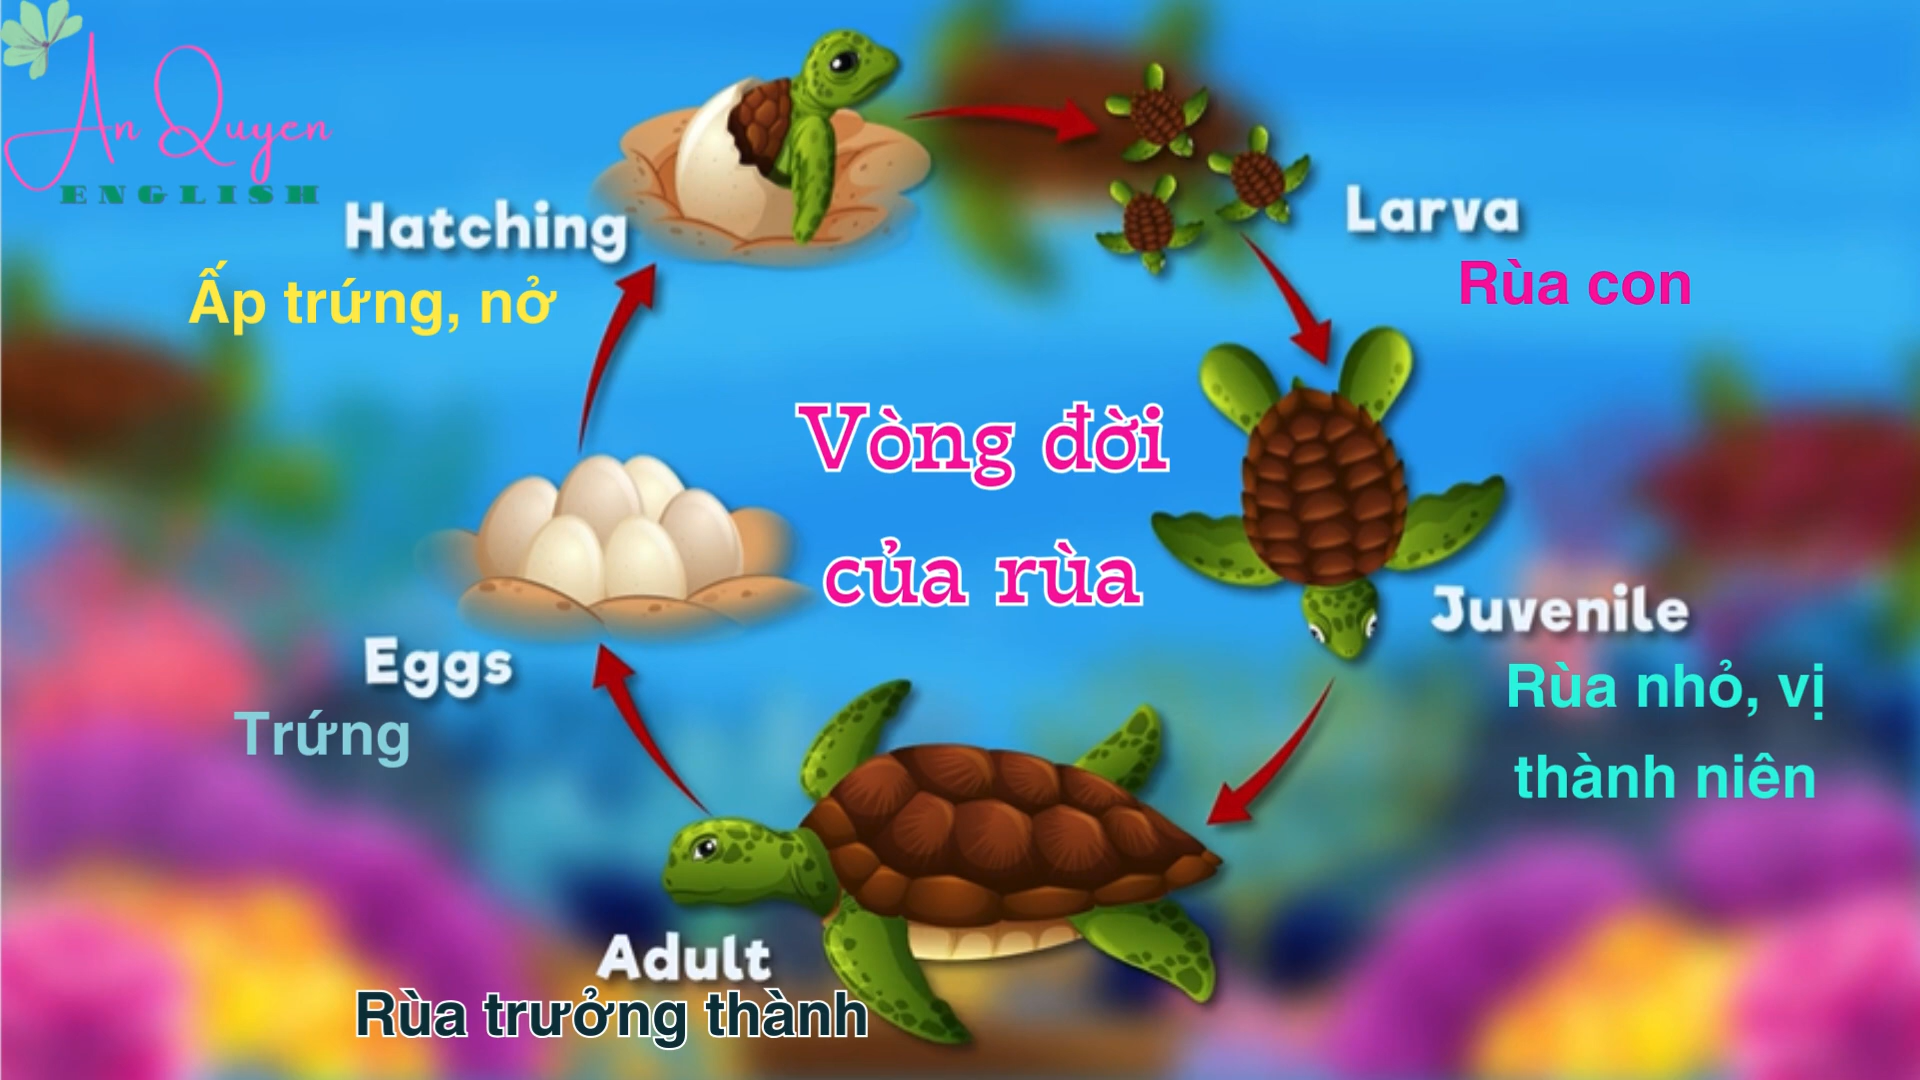 An Quyen
ENGLISH
Hatching
Ấp trứng, nở
Larva
Rùa con
Vòng đời
của rùa
Juvenile
Rùa nhỏ, vị
thành niên
Eggs
Trứng
Adult
Rùa trưởng thành